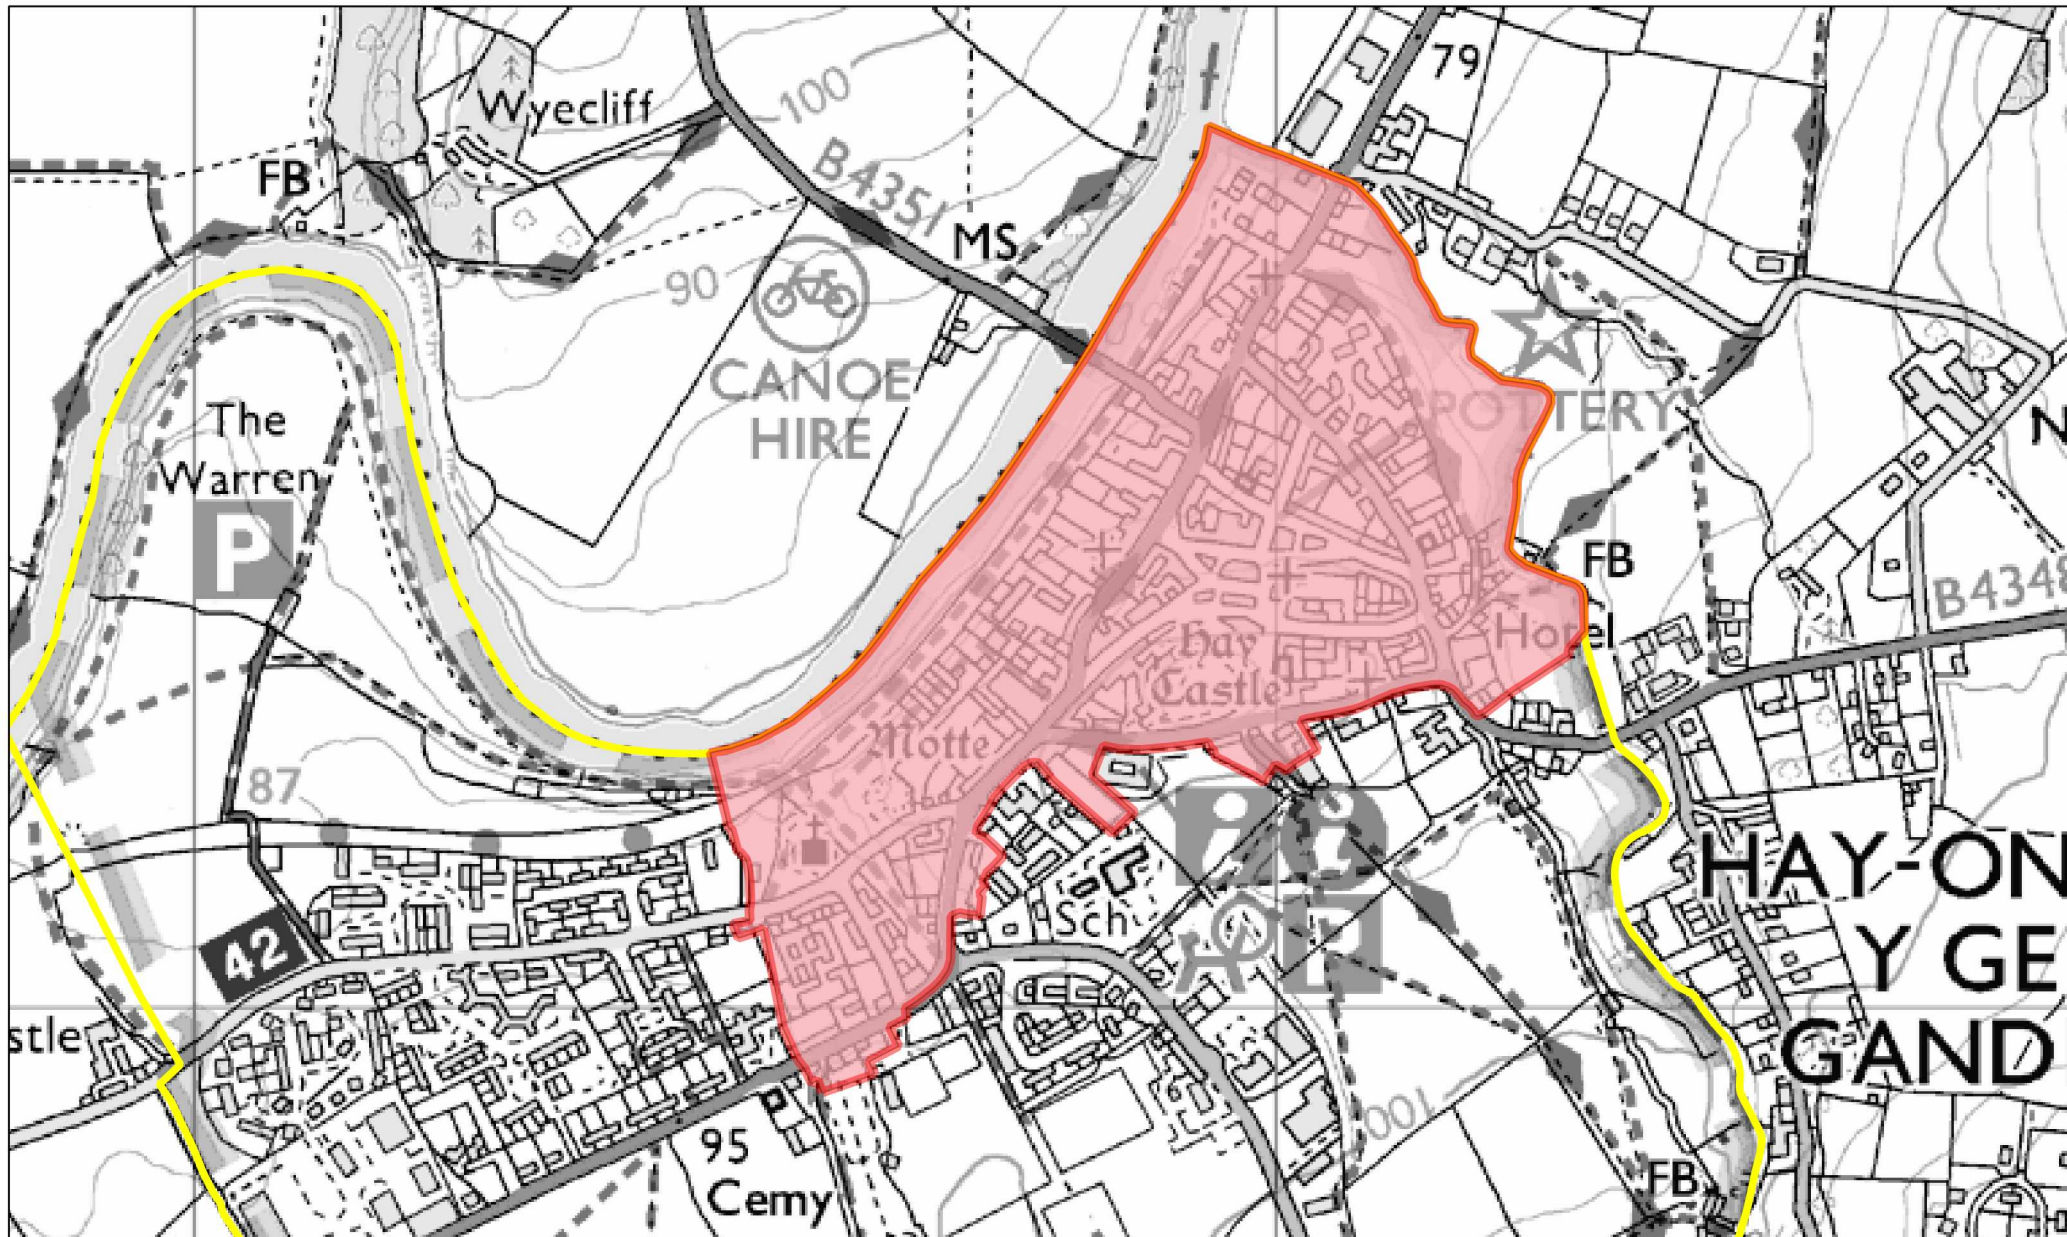 79
Wyecliff
100
FB
B4351
MS
90
CANOE
HIRE
The
Warren
P
POTTERY
FB
B4348
Hotel
Hay
Castle
Motte
87
HAY-ON
Y GE
GAND
Sch
P
42
stle
100
95
Cemy
FB
N
i
i